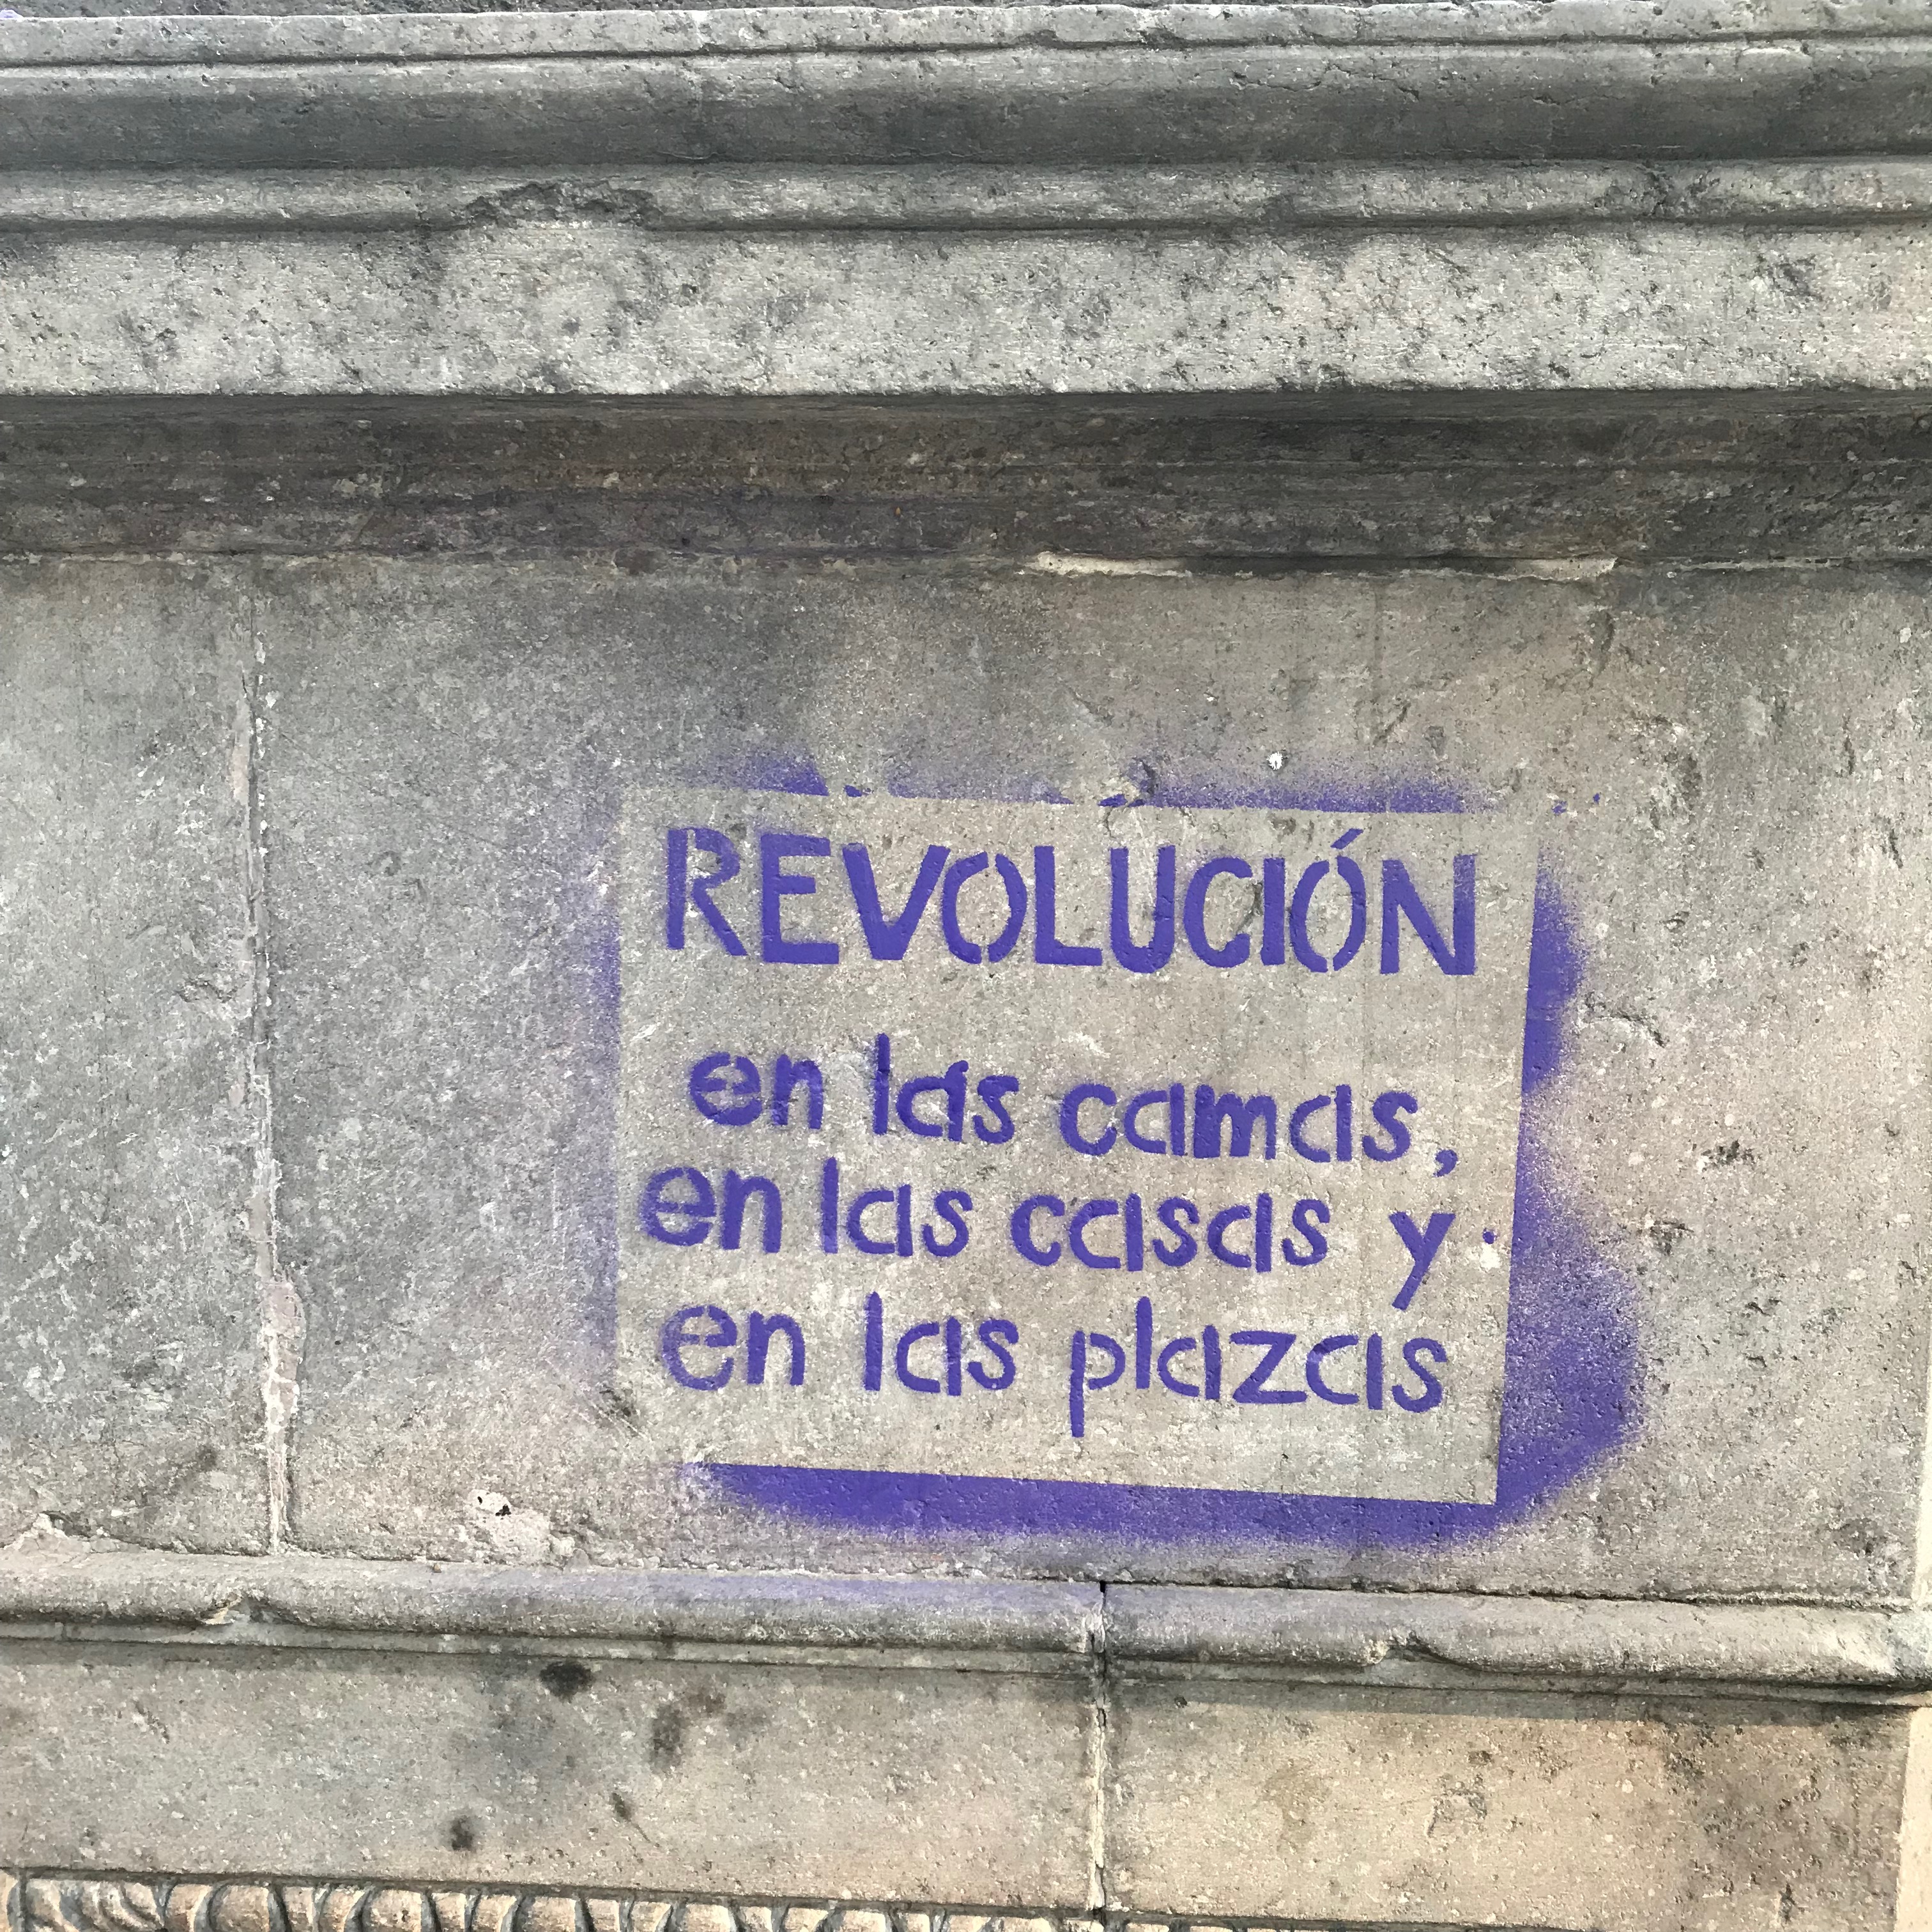 REVOLUCIÓN
en las camas,
en las casas y
en las plazas